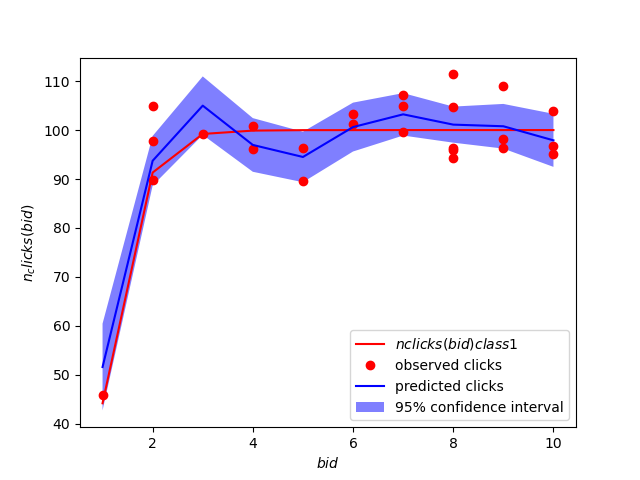 110
100
90
80
70
60
50
40
2
4
6
8
10
n_clicks(bid)
bid
nclicks(bid)class1
observed clicks
predicted clicks
95% confidence interval